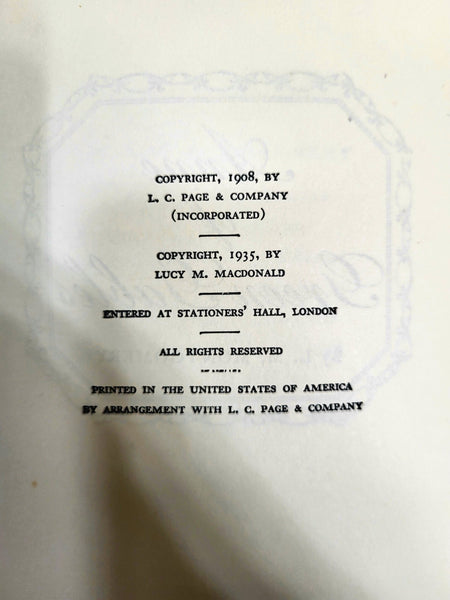 COPYRIGHT, 1908, BY
L. C. PAGE & COMPANY
(INCORPORATED)
COPYRIGHT, 1935, BY
LUCY M. MACDONALD
ENTERED AT STATIONERS' HALL, LONDON
ALL RIGHTS RESERVED
PRINTED IN THE UNITED STATES OF AMERICA
BY ARRANGEMENT WITH L. C. PAGE & COMPANY